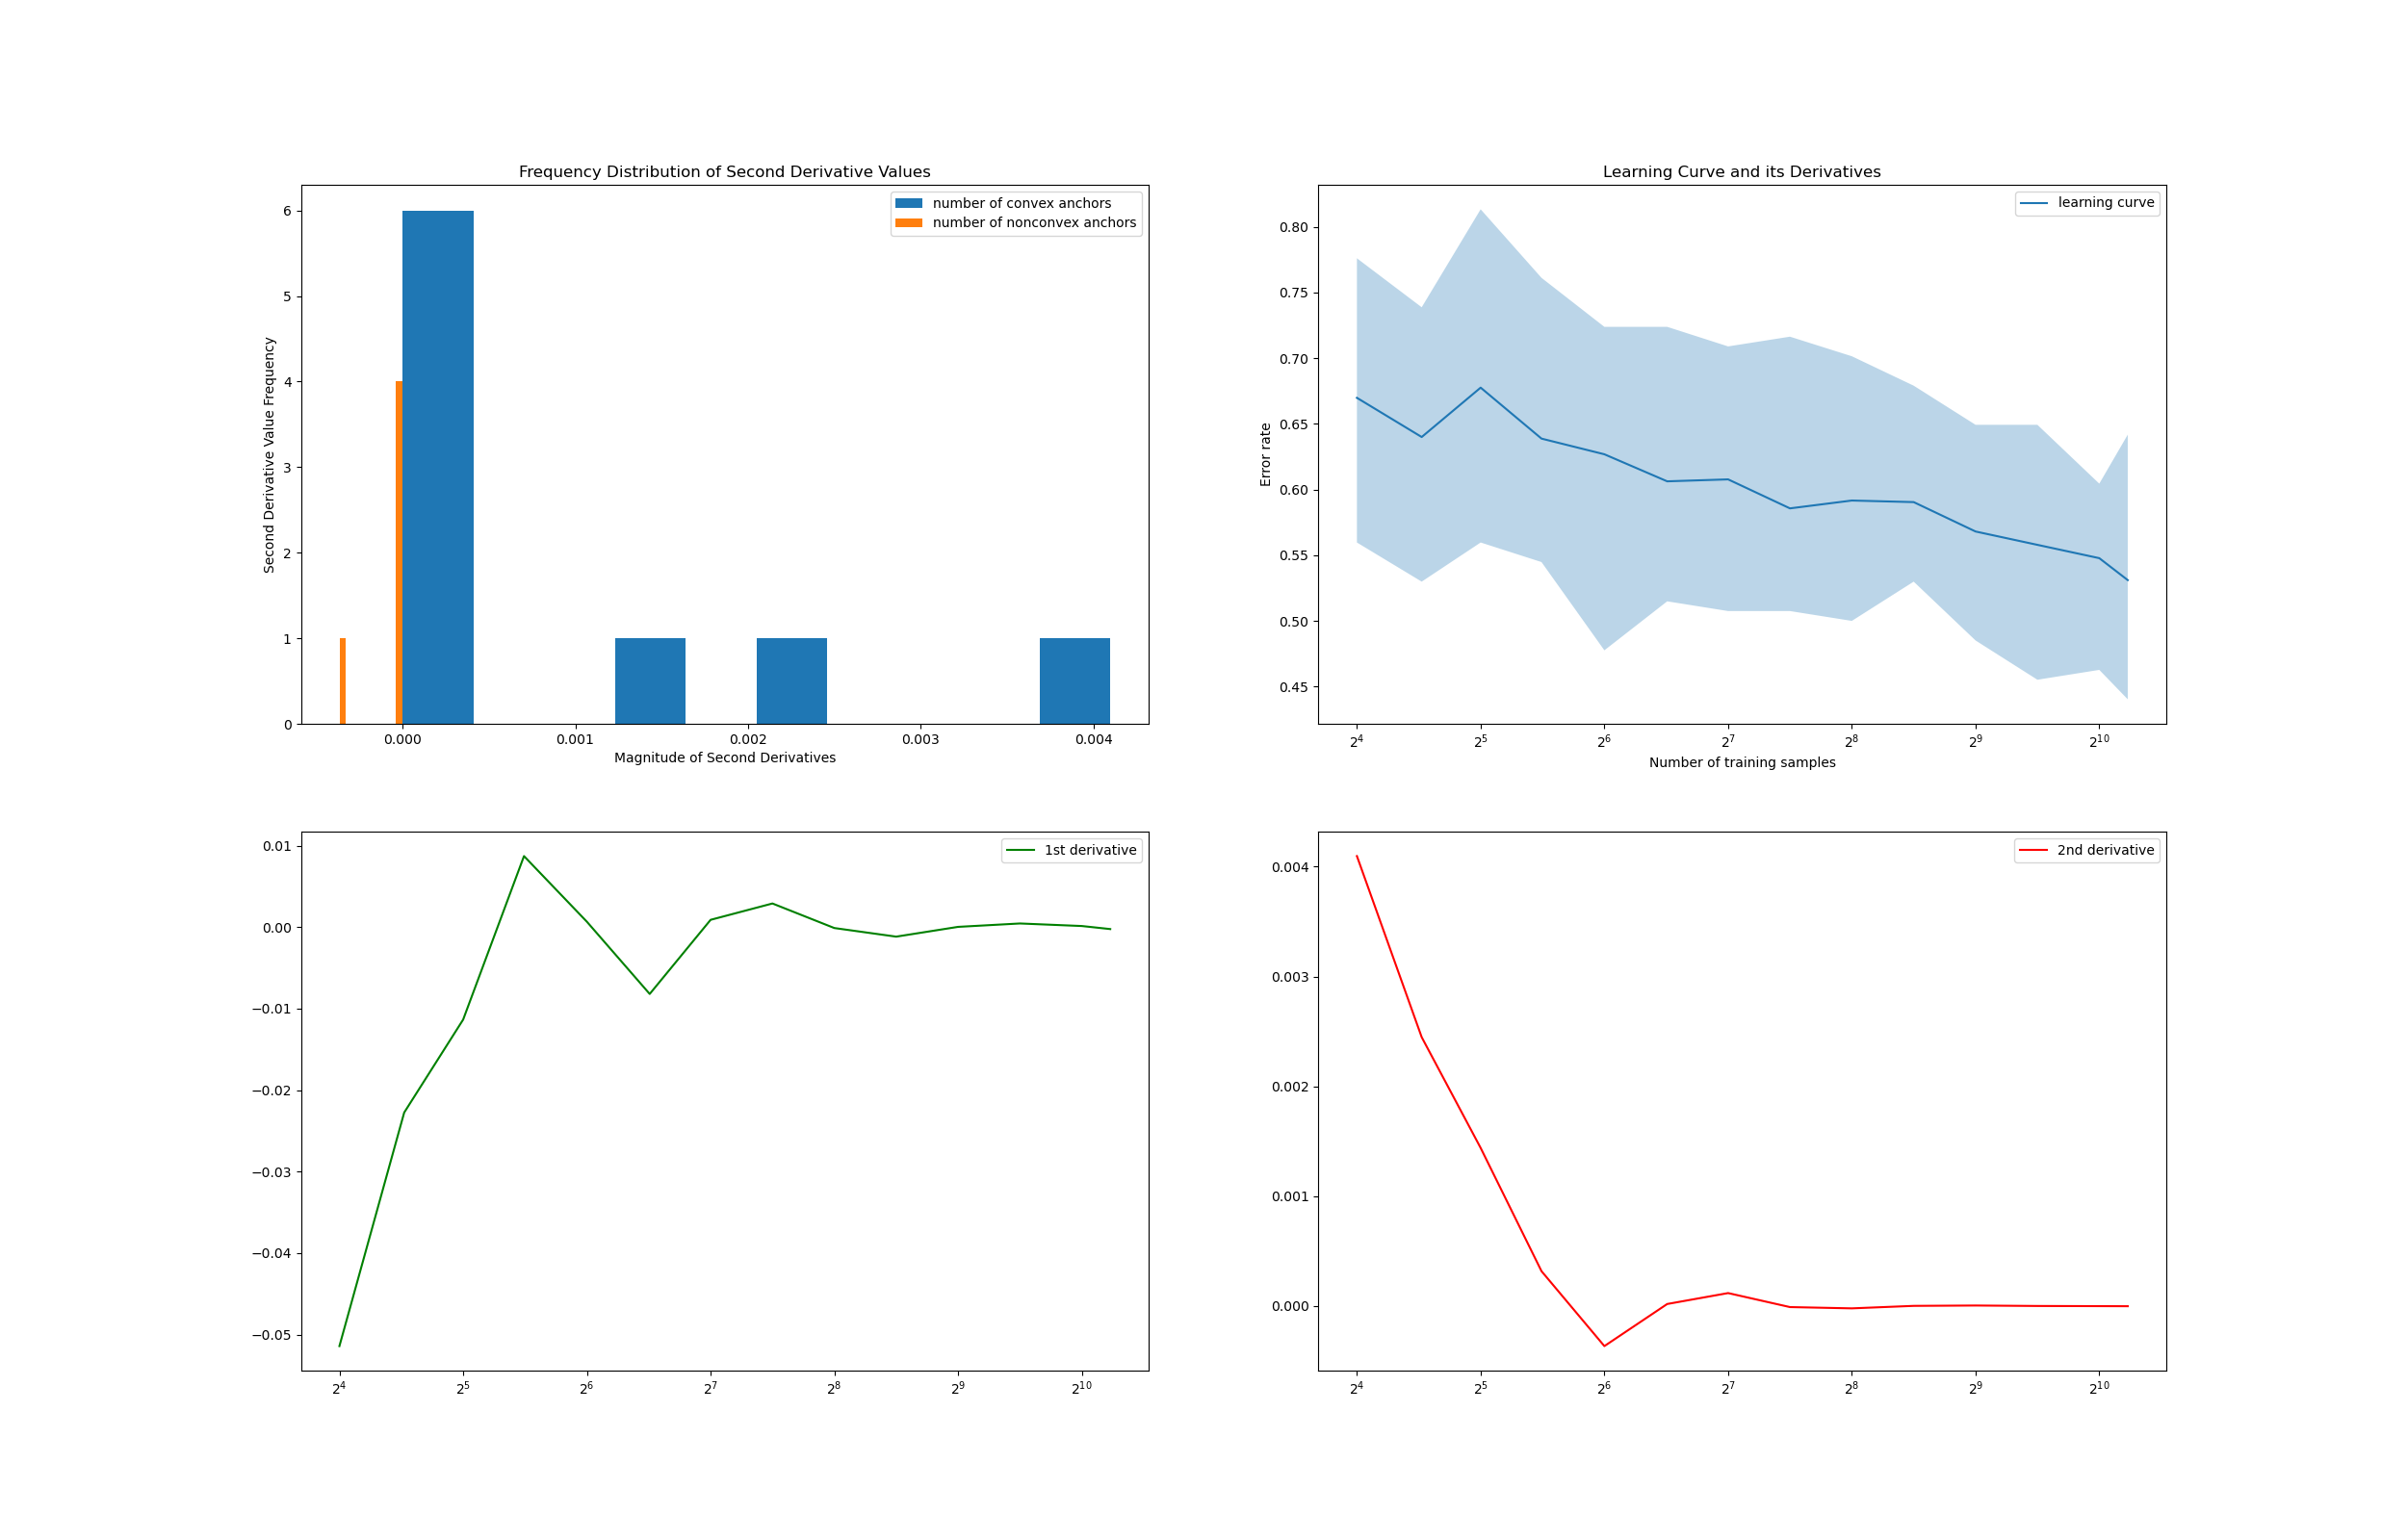 Frequency Distribution of Second Derivative Values
number of convex anchors
number of nonconvex anchors
6
5
4
3
2
1
0
Second Derivative Value Frequency
0.000 0.001 0.002 0.003 0.004
Magnitude of Second Derivatives
Learning Curve and its Derivatives
learning curve
0.80
0.75
0.70
0.65
0.60
0.55
0.50
0.45
Error rate
2⁴ 2⁵ 2⁶ 2⁷ 2⁸ 2⁹ 2¹⁰
Number of training samples
1st derivative
0.01
0.00
−0.01
−0.02
−0.03
−0.04
−0.05
2⁴ 2⁵ 2⁶ 2⁷ 2⁸ 2⁹ 2¹⁰
2nd derivative
0.004
0.003
0.002
0.001
0.000
2⁴ 2⁵ 2⁶ 2⁷ 2⁸ 2⁹ 2¹⁰